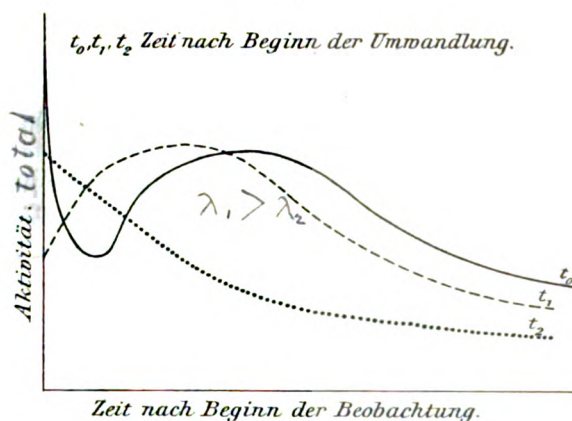 t₀, t₁, t₂ Zeit nach Beginn der Umwandlung.
Aktivität, total
λ₁ > λ₂
t₀
t₁
t₂
Zeit nach Beginn der Beobachtung.